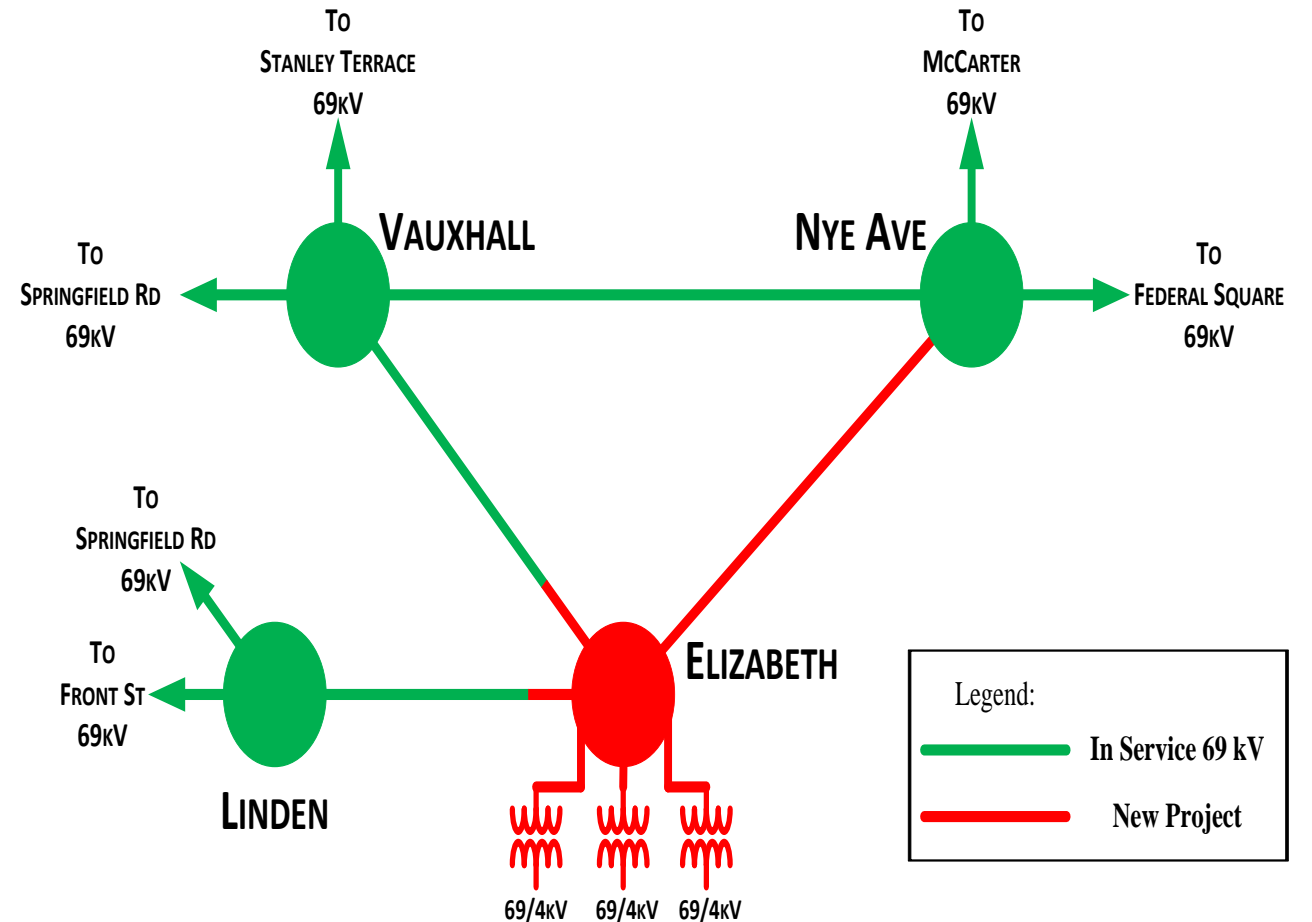 To
Stanley Terrace
69kV
To
McCarter
69kV
Vauxhall
Nye Ave
To
Springfield Rd
69kV
To
Federal Square
69kV
To
Springfield Rd
69kV
To
Front St
69kV
Linden
Elizabeth
69/4kV 69/4kV 69/4kV
Legend:
In Service 69 kV
New Project